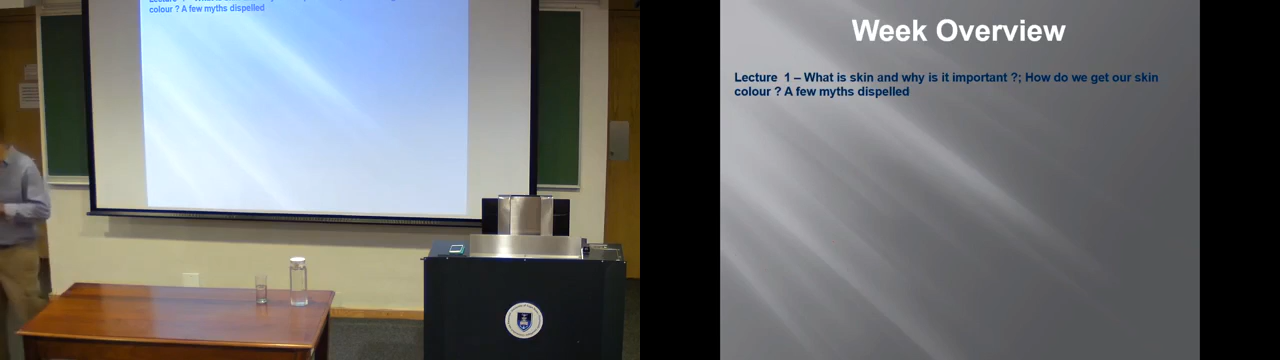 colour ? A few myths dispelled
Week Overview
Lecture 1 – What is skin and why is it important ?; How do we get our skin
colour ? A few myths dispelled